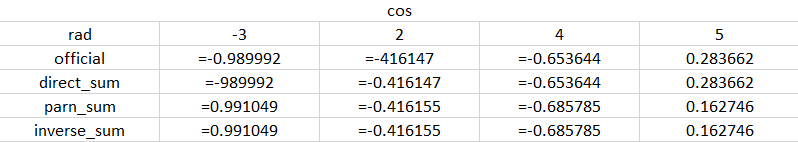 cos
rad -3 2 4 5
official =-0.989992 =-416147 =-0.653644 0.283662
direct_sum =-989992 =-0.416147 =-0.653644 0.283662
parn_sum =0.991049 =-0.416155 =-0.685785 0.162746
inverse_sum =0.991049 =-0.416155 =-0.685785 0.162746